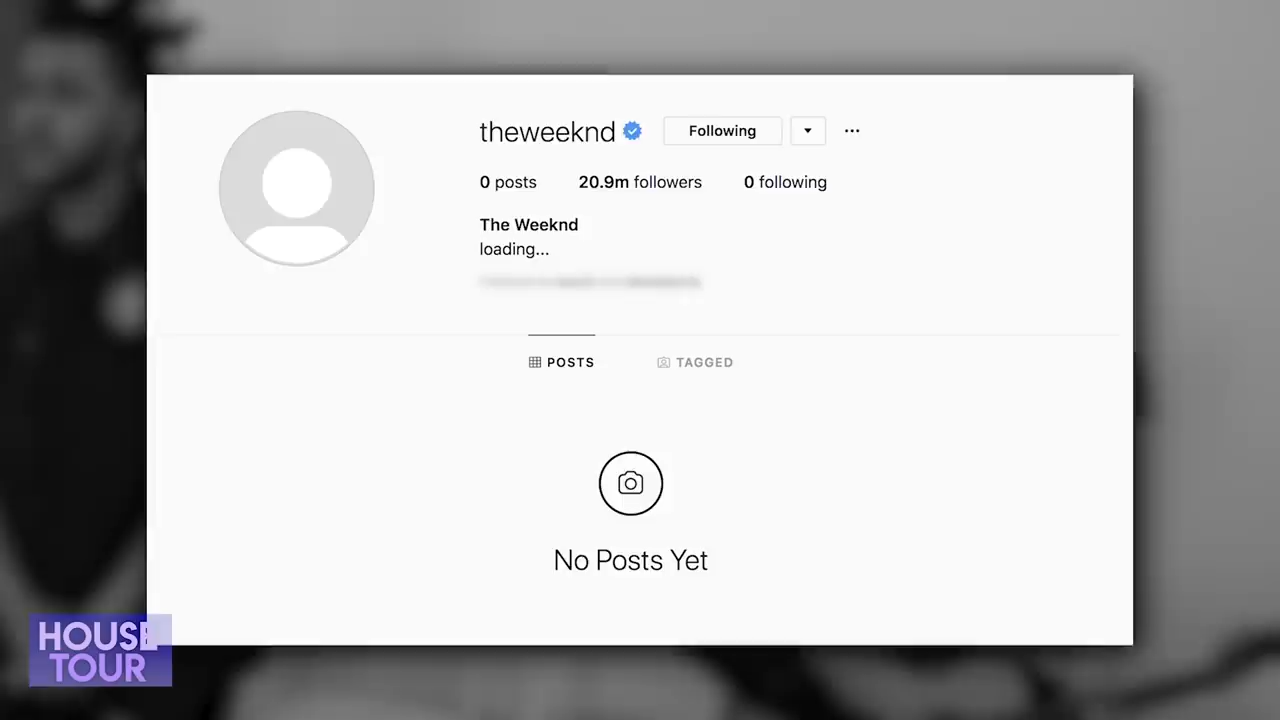 theweeknd Following
0 posts 20.9m followers 0 following
The Weeknd
loading...
POSTS TAGGED
No Posts Yet
HOUSE
TOUR